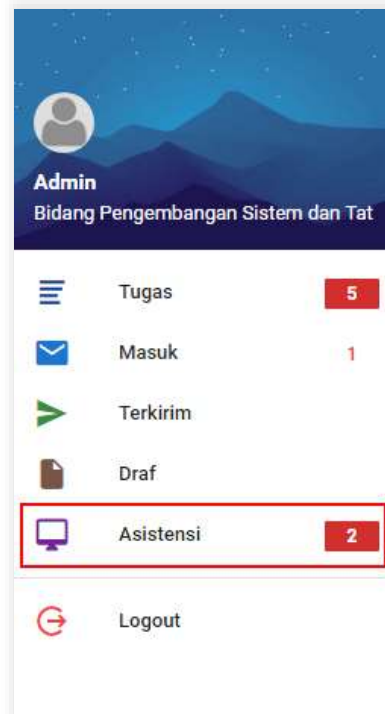 Admin
Bidang Pengembangan Sistem dan Tat
Tugas 5
Masuk 1
Terkirim
Draf
Asistensi 2
Logout